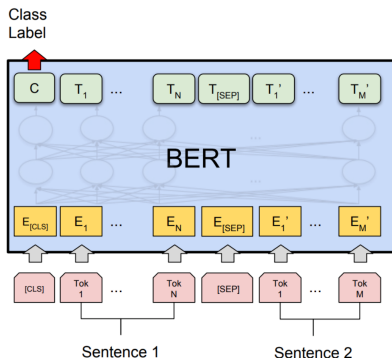 Class
Label
C T1 ... TN T[SEP] T1' ... TM'
BERT
E[CLS] E1 ... EN E[SEP] E1' ... EM'
[CLS] Tok 1 ... Tok N [SEP] Tok 1 ... Tok M
Sentence 1 Sentence 2